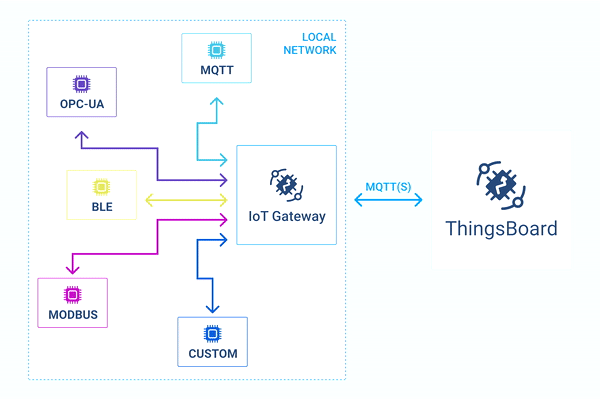 LOCAL
NETWORK
MQTT
OPC-UA
BLE
IoT Gateway
MQTT(S)
ThingsBoard
MODBUS
CUSTOM